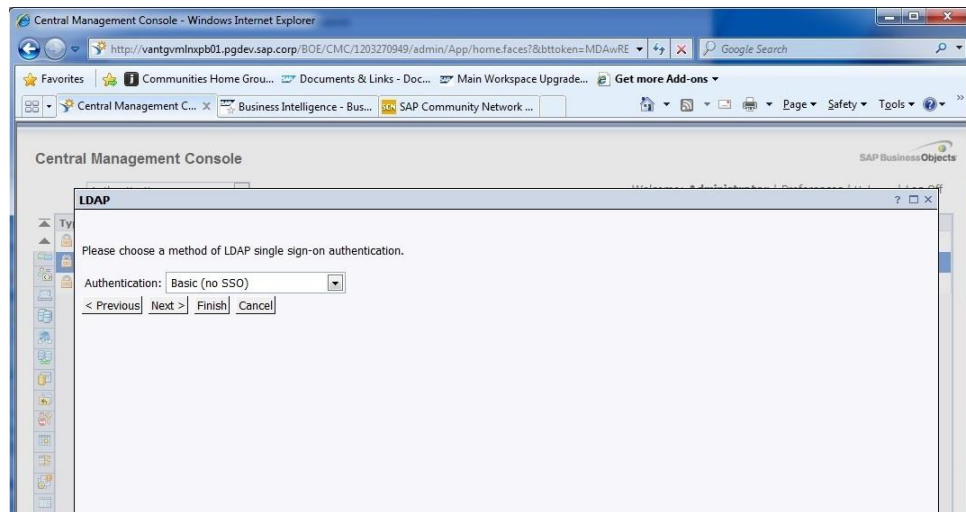 Central Management Console - Windows Internet Explorer
http://vantgvmlnxpb01.pgdev.sap.corp/BOE/CMC/1203270949/admin/App/home.faces?&bttoken=MDAwRE
Google Search
Favorites
Communities Home Grou...
Documents & Links - Doc...
Main Workspace Upgrade...
Get more Add-ons
Central Management C...
Business Intelligence - Bus...
SAP Community Network ...
Page
Safety
Tools
Central Management Console
SAP BusinessObjects
LDAP
Please choose a method of LDAP single sign-on authentication.
Authentication: Basic (no SSO)
< Previous Next > Finish Cancel